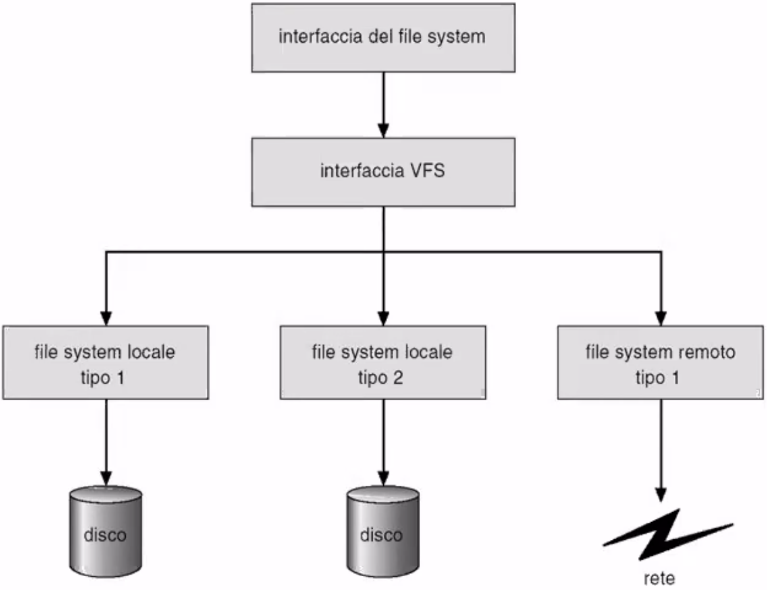 interfaccia del file system
interfaccia VFS
file system locale
tipo 1
file system locale
tipo 2
file system remoto
tipo 1
disco
disco
rete